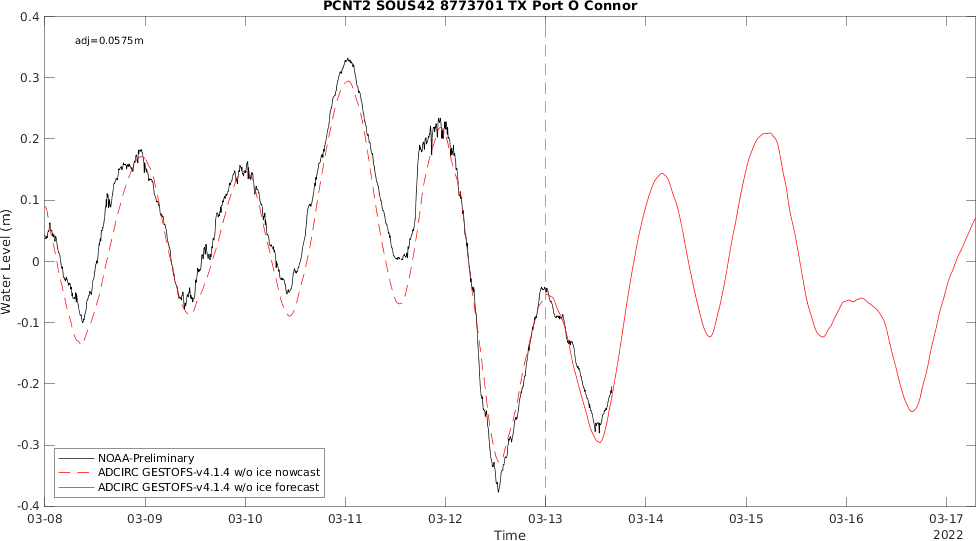 PCNT2 SOUS42 8773701 TX Port O Connor
adj=0.0575m
0.4
0.3
0.2
0.1
0
-0.1
-0.2
-0.3
-0.4
Water Level (m)
NOAA-Preliminary
ADCIRC GESTOFS-v4.1.4 w/o ice nowcast
ADCIRC GESTOFS-v4.1.4 w/o ice forecast
03-08 03-09 03-10 03-11 03-12 03-13 03-14 03-15 03-16 03-17
Time
2022